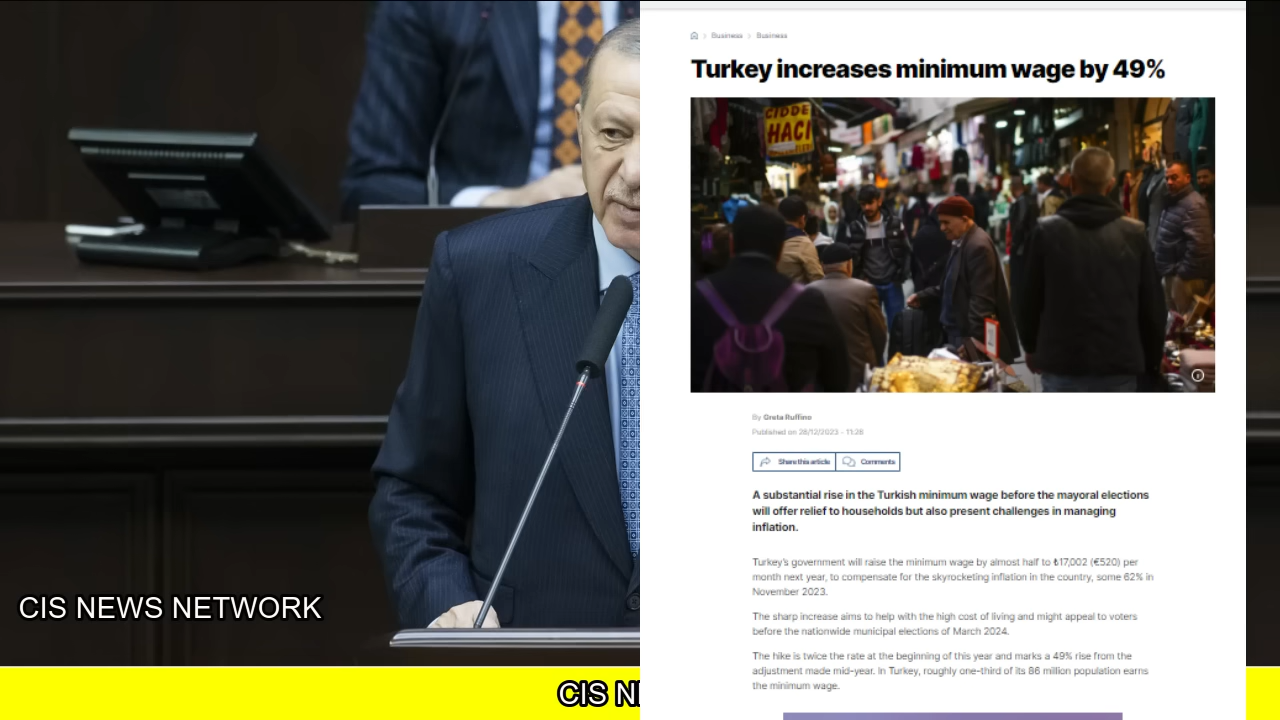 Business > Business
Turkey increases minimum wage by 49%
CIDDE
HACI
By Greta Ruffino
Published on 28/12/2023 - 11:28
Share this article
Comments
A substantial rise in the Turkish minimum wage before the mayoral elections
will offer relief to households but also present challenges in managing
inflation.
Turkey's government will raise the minimum wage by almost half to ₺17,002 (€520) per
month next year, to compensate for the skyrocketing inflation in the country, some 62% in
November 2023.
The sharp increase aims to help with the high cost of living and might appeal to voters
before the nationwide municipal elections of March 2024.
The hike is twice the rate at the beginning of this year and marks a 49% rise from the
adjustment made mid-year. In Turkey, roughly one-third of its 86 million population earns
the minimum wage.
CIS NEWS NETWORK
CIS